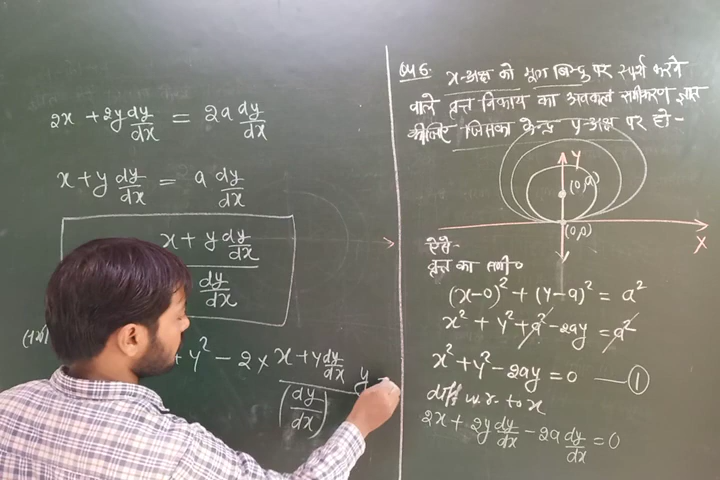 प्रश्न 6. x-अक्ष को मूल बिन्दु पर स्पर्श करने
वाले वृत्त निकाय का अवकल समीकरण ज्ञात
कीजिए जिसका केन्द्र y-अक्ष पर हो -
Y
(0,a)
(0,0)
X
ऐसे
वृत्त का समी०
(x-0)² + (y-a)² = a²
x² + y² + a² - 2ay = a²
x² + y² - 2ay = 0 — ①
diff w.r. to x
2x + 2y dy/dx - 2a dy/dx = 0
2x + 2y dy/dx = 2a dy/dx
x + y dy/dx = a dy/dx
x + y dy/dx
dy/dx
+ y² - 2 × (x + y dy/dx)/(dy/dx) y